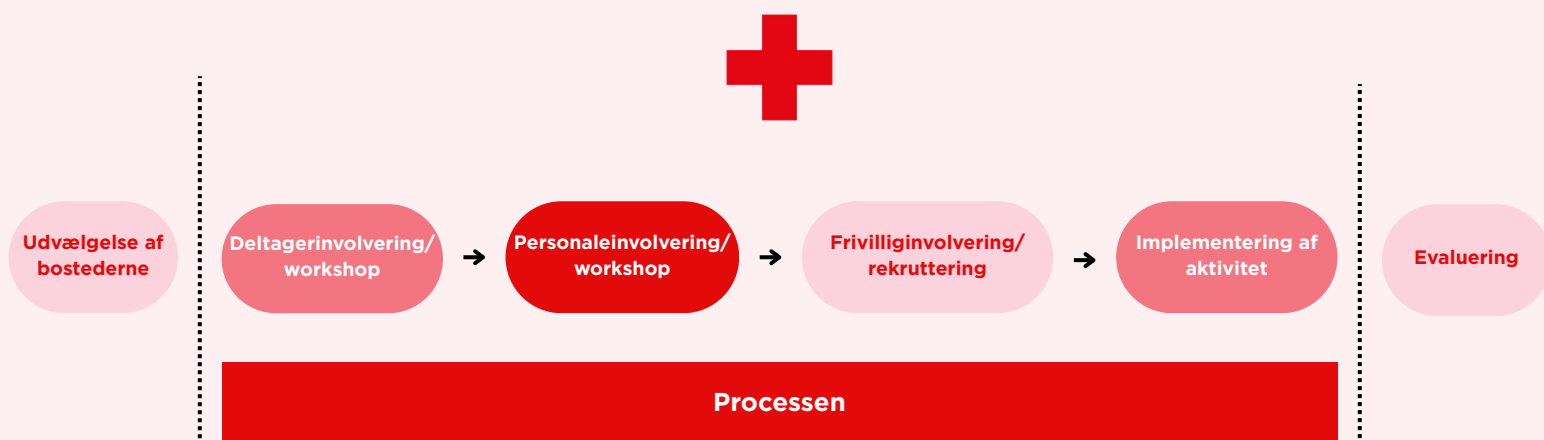 Udvælgelse af
bostederne
Deltagerinvolvering/
workshop
Personaleinvolvering/
workshop
Frivilliginvolvering/
rekruttering
Implementering af
aktivitet
Evaluering
Processen